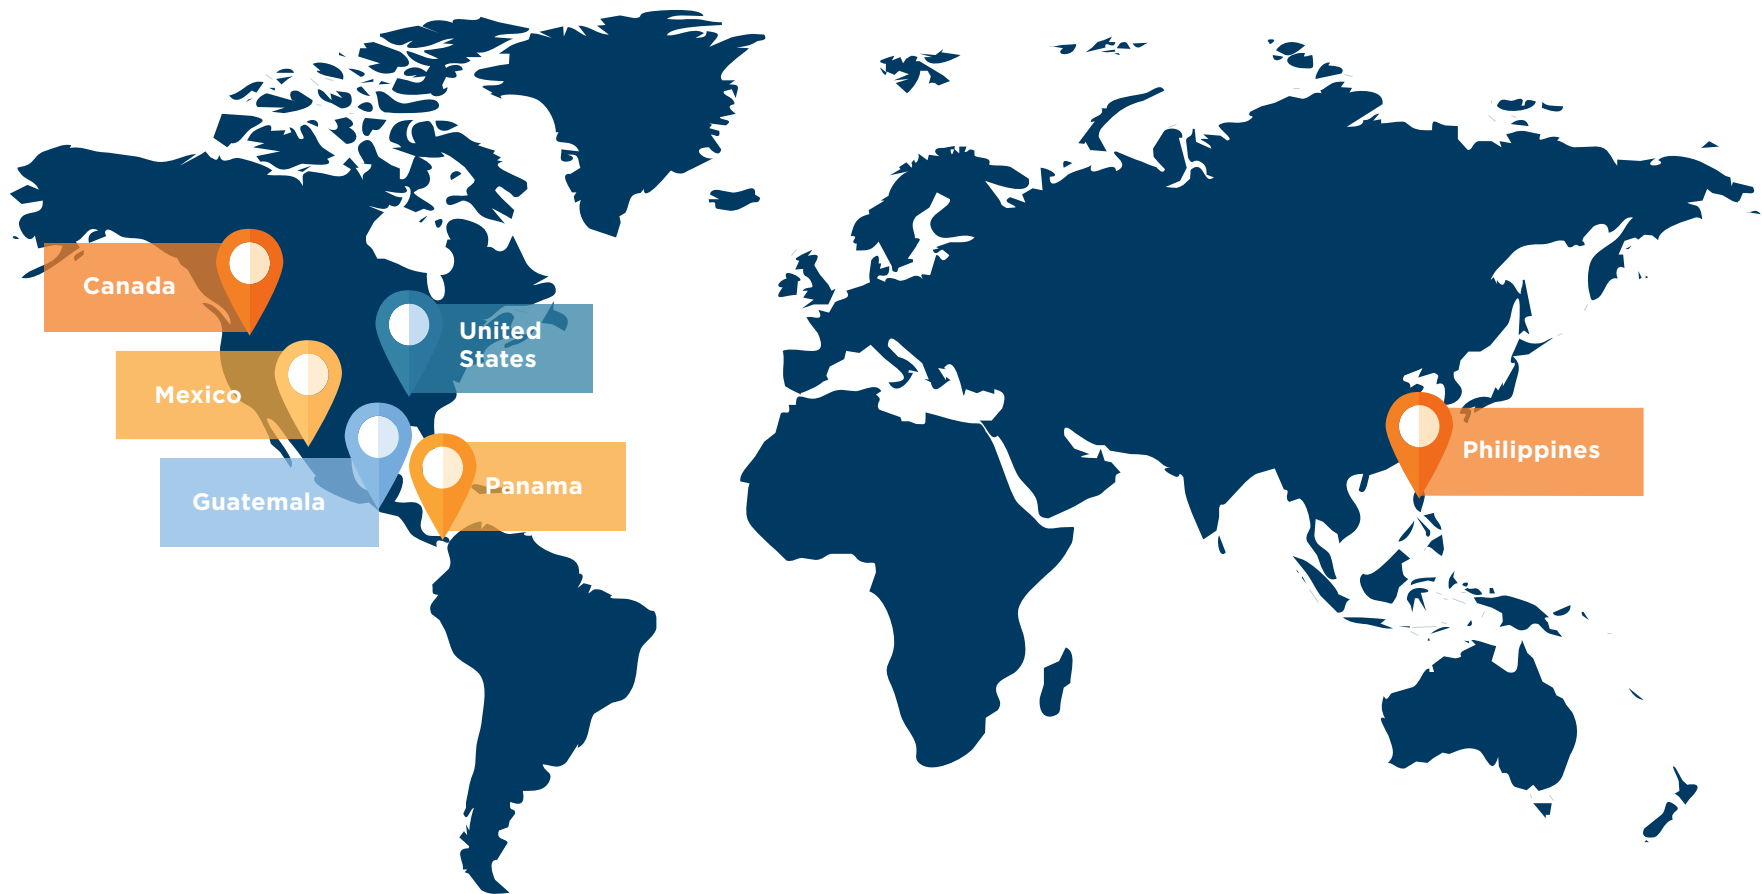 Canada
United
States
Mexico
Philippines
Panama
Guatemala